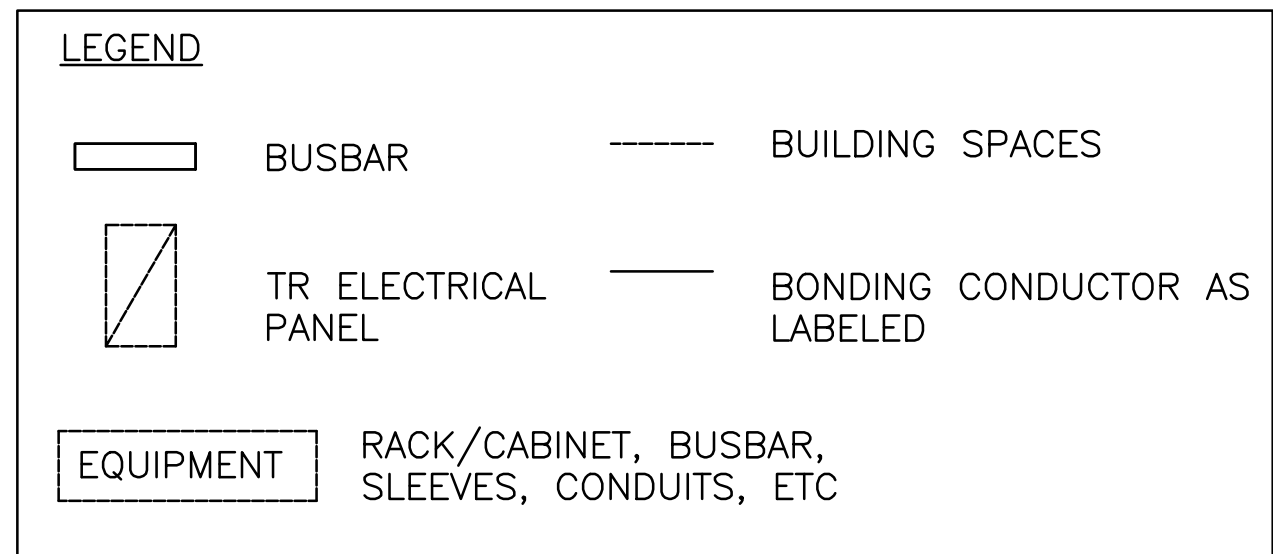 LEGEND
BUSBAR
BUILDING SPACES
TR ELECTRICAL
PANEL
BONDING CONDUCTOR AS
LABELED
EQUIPMENT
RACK/CABINET, BUSBAR,
SLEEVES, CONDUITS, ETC